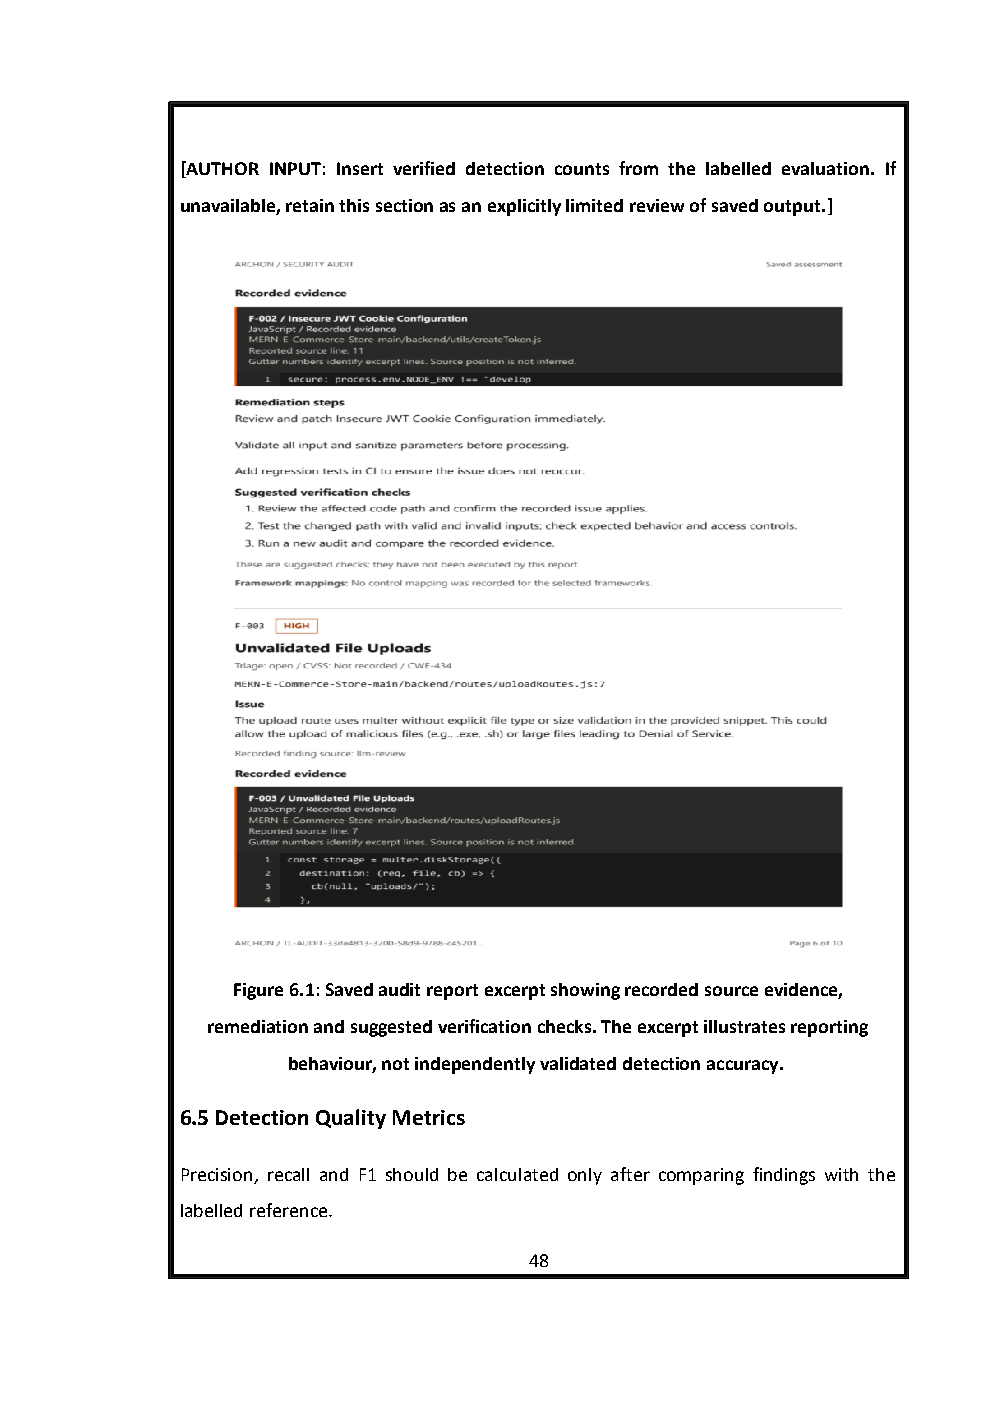 [AUTHOR INPUT: Insert verified detection counts from the labelled evaluation. If
unavailable, retain this section as an explicitly limited review of saved output.]
ARCHON / SECURITY AUDIT
Saved assessment
Recorded evidence
F-002 / Insecure JWT Cookie Configuration
JavaScript / Recorded evidence
MERN-E-Commerce-Store-main/backend/utils/createToken.js
Reported source line: 11
Gutter numbers identify excerpt lines. Source position is not inferred.
1 secure: process.env.NODE_ENV !== "develop
Remediation steps
Review and patch Insecure JWT Cookie Configuration immediately.
Validate all input and sanitize parameters before processing.
Add regression tests in CI to ensure the issue does not reoccur.
Suggested verification checks
1. Review the affected code path and confirm the recorded issue applies.
2. Test the changed path with valid and invalid inputs; check expected behavior and access controls.
3. Run a new audit and compare the recorded evidence.
These are suggested checks; they have not been executed by this report
Framework mappings: No control mapping was recorded for the selected frameworks.
F-003 HIGH
Unvalidated File Uploads
Triage: open / CVSS: Not recorded / CWE-434
MERN-E-Commerce-Store-main/backend/routes/uploadRoutes.js:7
Issue
The upload route uses multer without explicit file type or size validation in the provided snippet. This could
allow the upload of malicious files (e.g., .exe, .sh) or large files leading to Denial of Service.
Recorded finding source: llm-review
Recorded evidence
F-003 / Unvalidated File Uploads
JavaScript / Recorded evidence
MERN-E-Commerce-Store-main/backend/routes/uploadRoutes.js
Reported source line: 7
Gutter numbers identify excerpt lines. Source position is not inferred.
1 const storage = multer.diskStorage({
2 destination: (req, file, cb) => {
3 cb(null, "uploads/");
4 },
ARCHON /
Page 6 of 10
Figure 6.1: Saved audit report excerpt showing recorded source evidence,
remediation and suggested verification checks. The excerpt illustrates reporting
behaviour, not independently validated detection accuracy.
6.5 Detection Quality Metrics
Precision, recall and F1 should be calculated only after comparing findings with the
labelled reference.
48